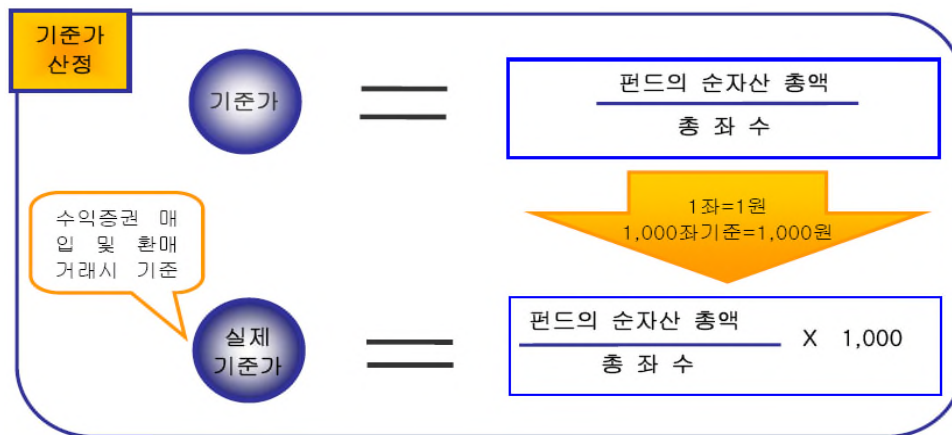 기준가
산정
기준가
펀드의 순자산 총액
총 좌 수
1좌=1원
1,000좌기준=1,000원
수익증권 매
입 및 환매
거래시 기준
실제
기준가
펀드의 순자산 총액
X 1,000
총 좌 수